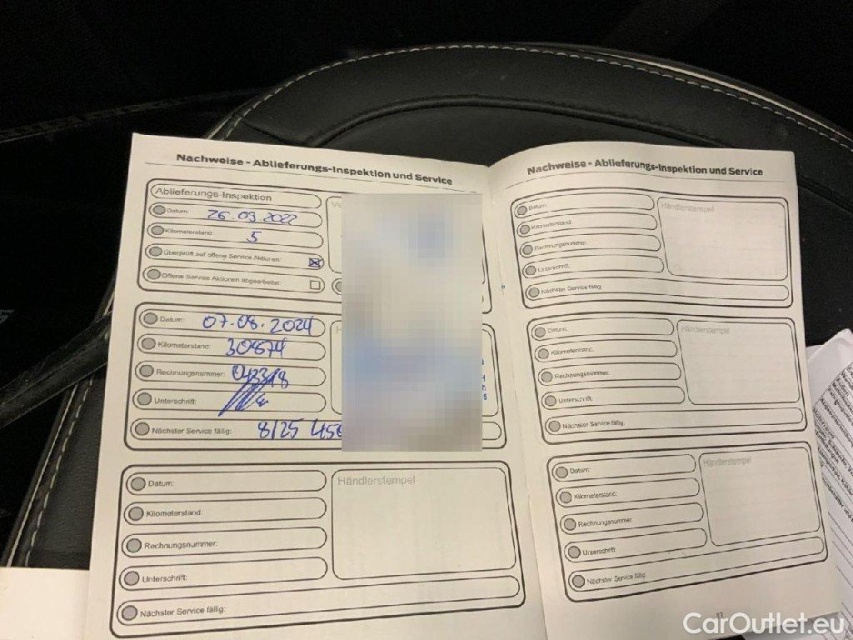 Nachweise - Ablieferungs-Inspektion und Service
Ablieferungs-Inspektion
Datum: 26.09.2022
Kilometerstand: 5
Überprüft auf offene Service Aktionen:
Offene Service Aktionen abgearbeitet:
Datum: 07.08.2024
Kilometerstand: 30874
Rechnungsnummer:
Unterschrift:
Nächster Service fällig: 8/25
Datum:
Händlerstempel
Kilometerstand:
Rechnungsnummer:
Unterschrift:
Nächster Service fällig:
Nachweise - Ablieferungs-Inspektion und Service
Datum:
Händlerstempel
Kilometerstand:
Rechnungsnummer:
Unterschrift:
Nächster Service fällig:
Datum:
Händlerstempel
Kilometerstand:
Rechnungsnummer:
Unterschrift:
Nächster Service fällig:
Datum:
Händlerstempel
Kilometerstand:
Rechnungsnummer:
Unterschrift:
Nächster Service fällig:
CarOutlet.eu